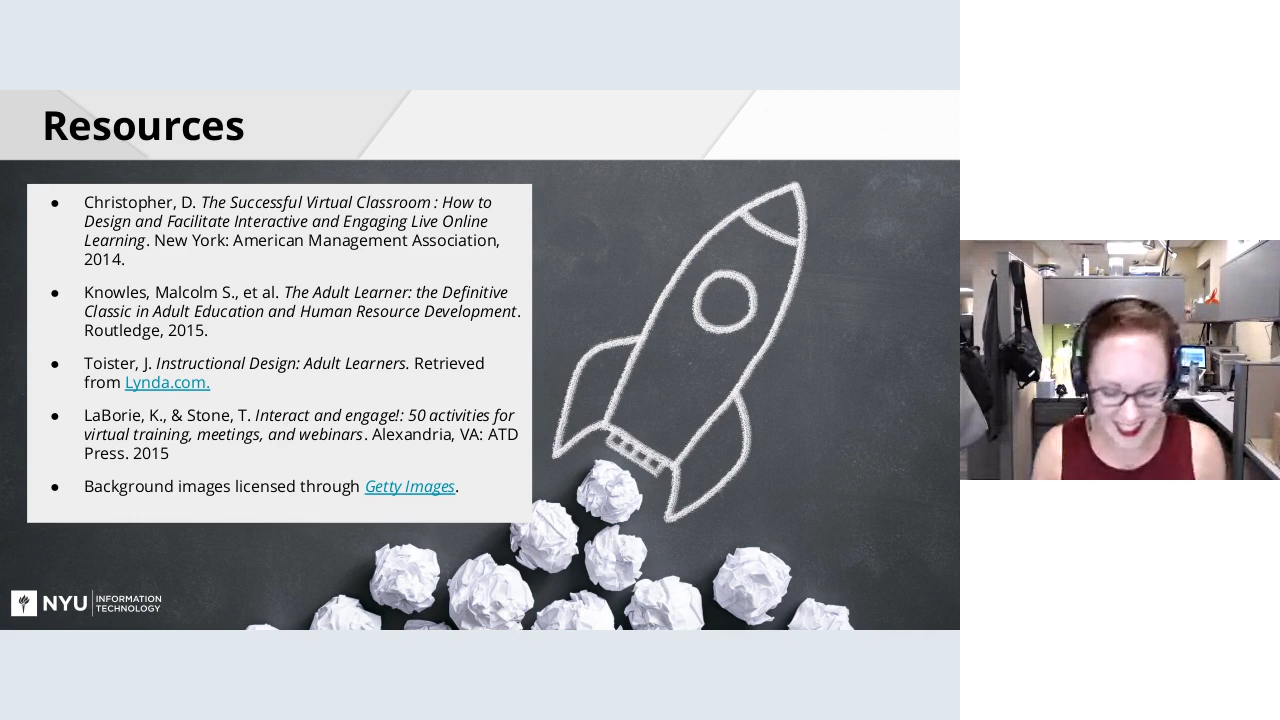 Resources
● Christopher, D. The Successful Virtual Classroom : How to
Design and Facilitate Interactive and Engaging Live Online
Learning. New York: American Management Association,
2014.
● Knowles, Malcolm S., et al. The Adult Learner: the Definitive
Classic in Adult Education and Human Resource Development.
Routledge, 2015.
● Toister, J. Instructional Design: Adult Learners. Retrieved
from Lynda.com.
● LaBorie, K., & Stone, T. Interact and engage!: 50 activities for
virtual training, meetings, and webinars. Alexandria, VA: ATD
Press. 2015
● Background images licensed through Getty Images.
NYU INFORMATION
TECHNOLOGY